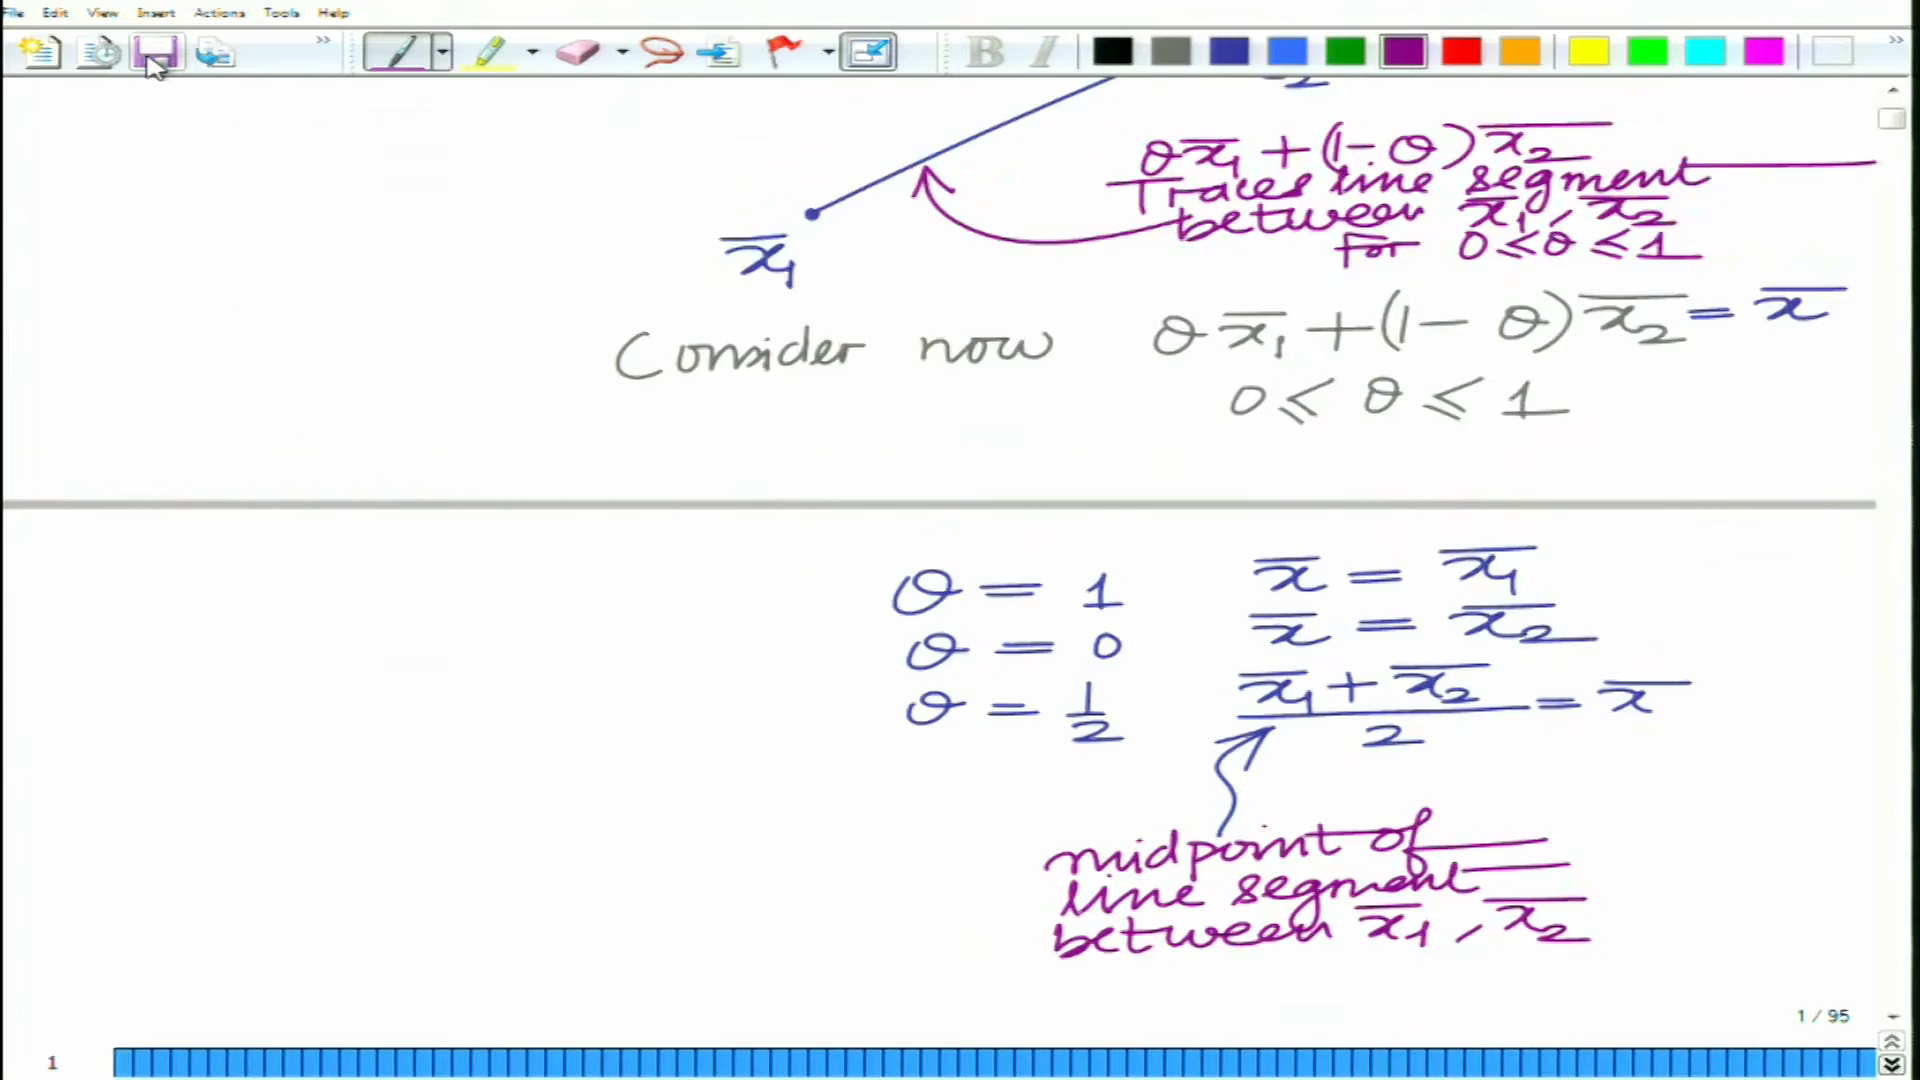 File Edit View Insert Actions Tools Help
B I
θx̄₁ + (1 - θ)x̄₂
Traces line segment
between x̄₁, x̄₂
for 0 ≤ θ ≤ 1
x̄₁
Consider now θx̄₁ + (1 - θ)x̄₂ = x̄
0 ≤ θ ≤ 1
θ = 1 x̄ = x̄₁
θ = 0 x̄ = x̄₂
θ = 1/2 (x̄₁ + x̄₂)/2 = x̄
midpoint of
line segment
between x̄₁, x̄₂
1 / 95
1